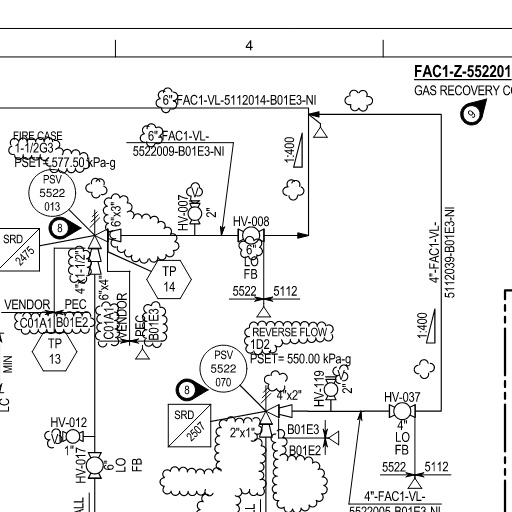 4
FAC1-Z-552201
GAS RECOVERY CO
9
6"-FAC1-VL-5112014-B01E3-NI
6"-FAC1-VL-
5522009-B01E3-NI
1:400
FIRE CASE
1-1/2G3
PSET= 577.50 kPa-g
PSV
5522
013
8
SRD
2475
6"x3"
HV-007
2"
HV-008
6"
LO
FB
4"x1-1/2"
6"x4"
TP
14
5522
5112
VENDOR
PEC
C01A1
B01E2
C01A1
VENDOR
PEC
B01E3
TP
13
4"-FAC1-VL-
5112039-B01E3-NI
1:400
REVERSE FLOW
1D2
PSET= 550.00 kPa-g
PSV
5522
070
8
SRD
2507
4"x2"
HV-119
2"
HV-037
4"
LO
FB
2"x1"
B01E3
B01E2
5522
5112
MIN
LC
HV-012
1"
HV-017
6"
LO
FB
4"-FAC1-VL-
5522005-B01E3-NI